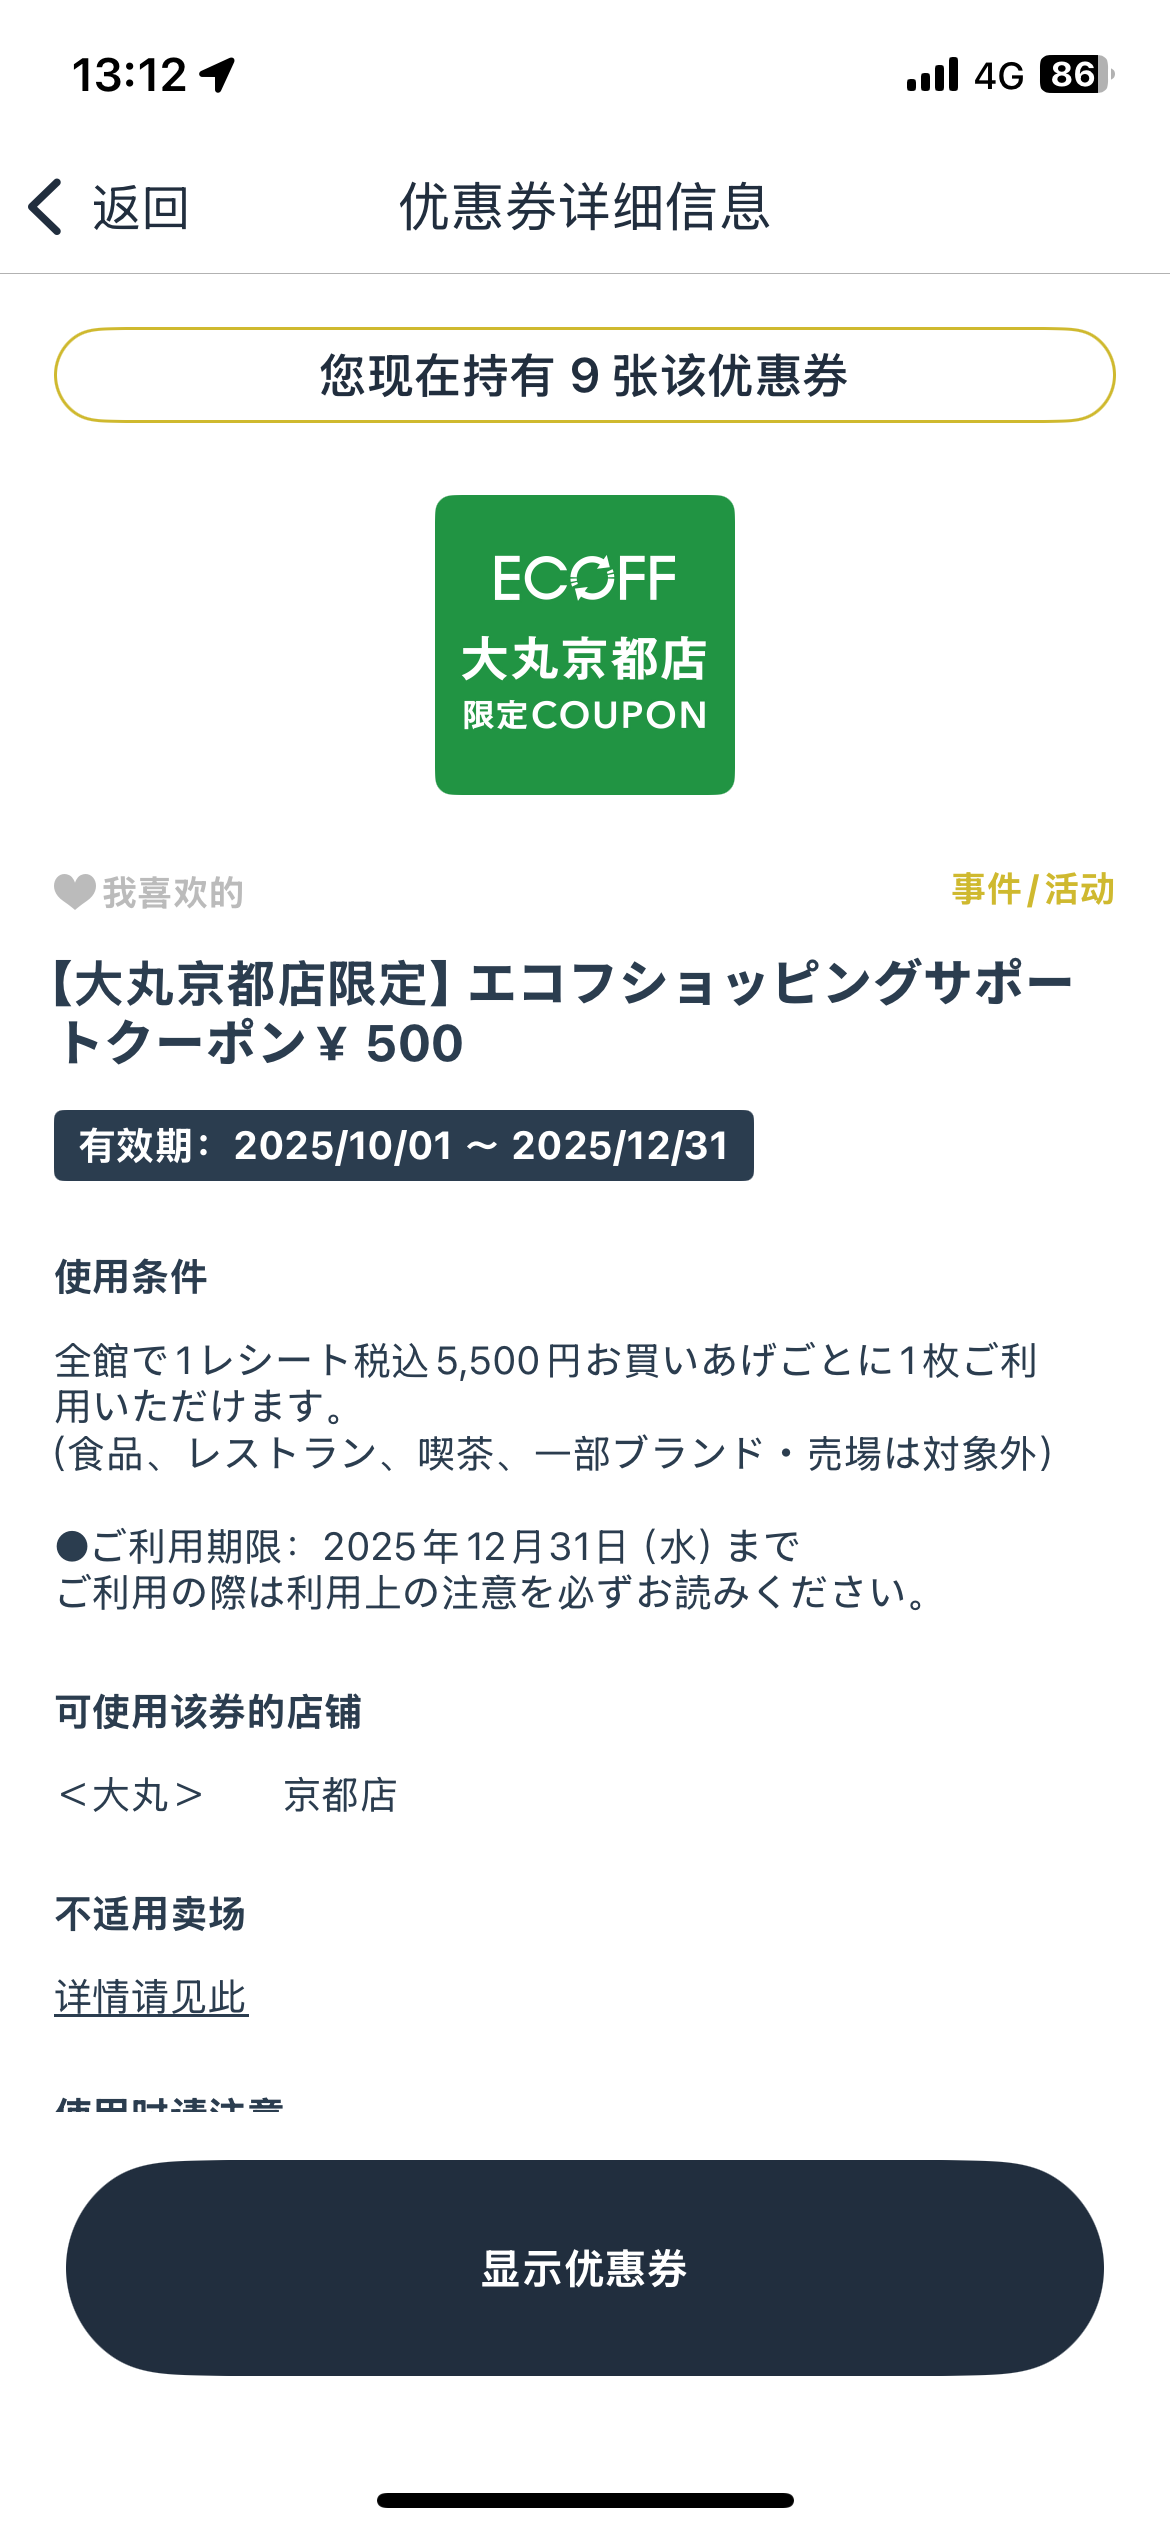 13:12
4G
86
返回
优惠券详细信息
您现在持有 9 张该优惠券
ECOFF
大丸京都店
限定COUPON
我喜欢的
事件/活动
【大丸京都店限定】エコフショッピングサポー
トクーポン¥ 500
有效期：2025/10/01 ～ 2025/12/31
使用条件
全館で1レシート税込5,500円お買いあげごとに1枚ご利
用いただけます。
(食品、レストラン、喫茶、一部ブランド・売場は対象外)
●ご利用期限：2025年12月31日（水）まで
ご利用の際は利用上の注意を必ずお読みください。
可使用该券的店铺
＜大丸＞　　京都店
不适用卖场
详情请见此
使用时请注意
显示优惠券